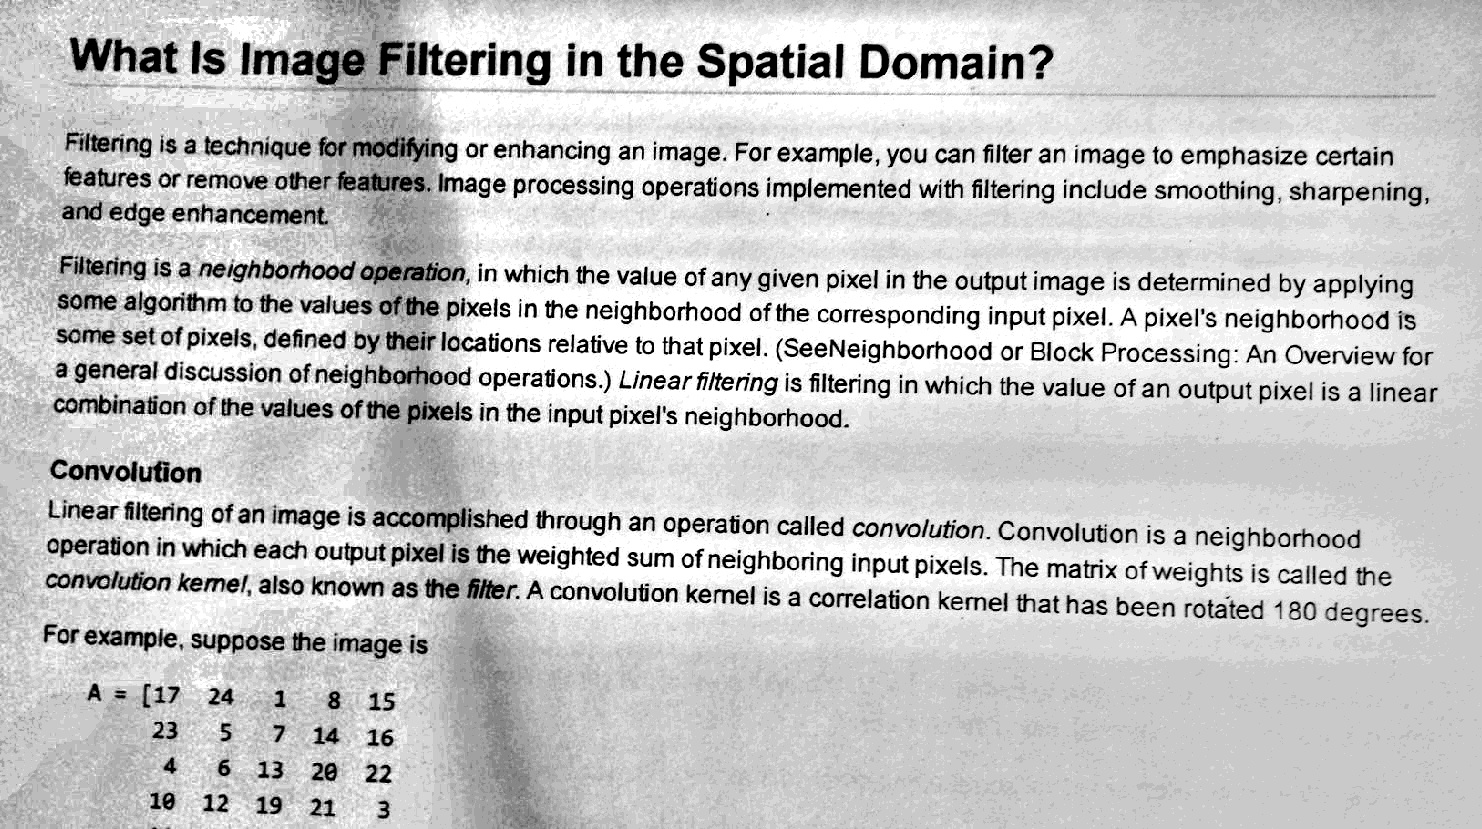 What Is Image Filtering in the Spatial Domain?
Filtering is a technique for modifying or enhancing an image. For example, you can filter an image to emphasize certain
features or remove other features. Image processing operations implemented with filtering include smoothing, sharpening,
and edge enhancement.
Filtering is a neighborhood operation, in which the value of any given pixel in the output image is determined by applying
some algorithm to the values of the pixels in the neighborhood of the corresponding input pixel. A pixel's neighborhood is
some set of pixels, defined by their locations relative to that pixel. (SeeNeighborhood or Block Processing: An Overview for
a general discussion of neighborhood operations.) Linear filtering is filtering in which the value of an output pixel is a linear
combination of the values of the pixels in the input pixel's neighborhood.
Convolution
Linear filtering of an image is accomplished through an operation called convolution. Convolution is a neighborhood
operation in which each output pixel is the weighted sum of neighboring input pixels. The matrix of weights is called the
convolution kernel, also known as the filter. A convolution kernel is a correlation kernel that has been rotated 180 degrees.
For example, suppose the image is
A = [17 24 1 8 15
23 5 7 14 16
4 6 13 20 22
10 12 19 21 3